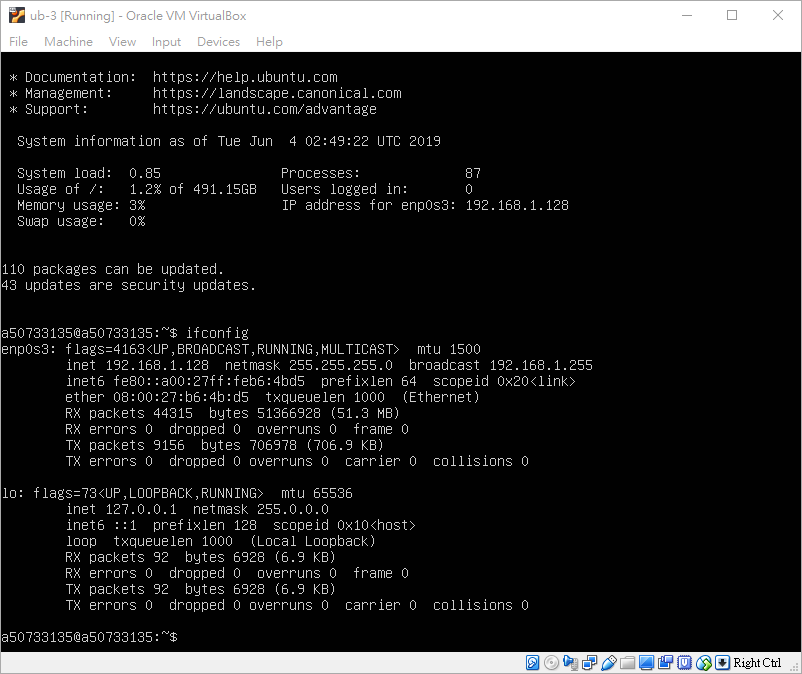 ub-3 [Running] - Oracle VM VirtualBox
File Machine View Input Devices Help
* Documentation: https://help.ubuntu.com
* Management: https://landscape.canonical.com
* Support: https://ubuntu.com/advantage
System information as of Tue Jun 4 02:49:22 UTC 2019
System load: 0.85 Processes: 87
Usage of /: 1.2% of 491.15GB Users logged in: 0
Memory usage: 3% IP address for enp0s3: 192.168.1.128
Swap usage: 0%
110 packages can be updated.
43 updates are security updates.
a50733135@a50733135:~$ ifconfig
enp0s3: flags=4163<UP,BROADCAST,RUNNING,MULTICAST> mtu 1500
inet 192.168.1.128 netmask 255.255.255.0 broadcast 192.168.1.255
inet6 fe80::a00:27ff:feb6:4bd5 prefixlen 64 scopeid 0x20<link>
ether 08:00:27:b6:4b:d5 txqueuelen 1000 (Ethernet)
RX packets 44315 bytes 51366928 (51.3 MB)
RX errors 0 dropped 0 overruns 0 frame 0
TX packets 9156 bytes 706978 (706.9 KB)
TX errors 0 dropped 0 overruns 0 carrier 0 collisions 0
lo: flags=73<UP,LOOPBACK,RUNNING> mtu 65536
inet 127.0.0.1 netmask 255.0.0.0
inet6 ::1 prefixlen 128 scopeid 0x10<host>
loop txqueuelen 1000 (Local Loopback)
RX packets 92 bytes 6928 (6.9 KB)
RX errors 0 dropped 0 overruns 0 frame 0
TX packets 92 bytes 6928 (6.9 KB)
TX errors 0 dropped 0 overruns 0 carrier 0 collisions 0
a50733135@a50733135:~$
Right Ctrl